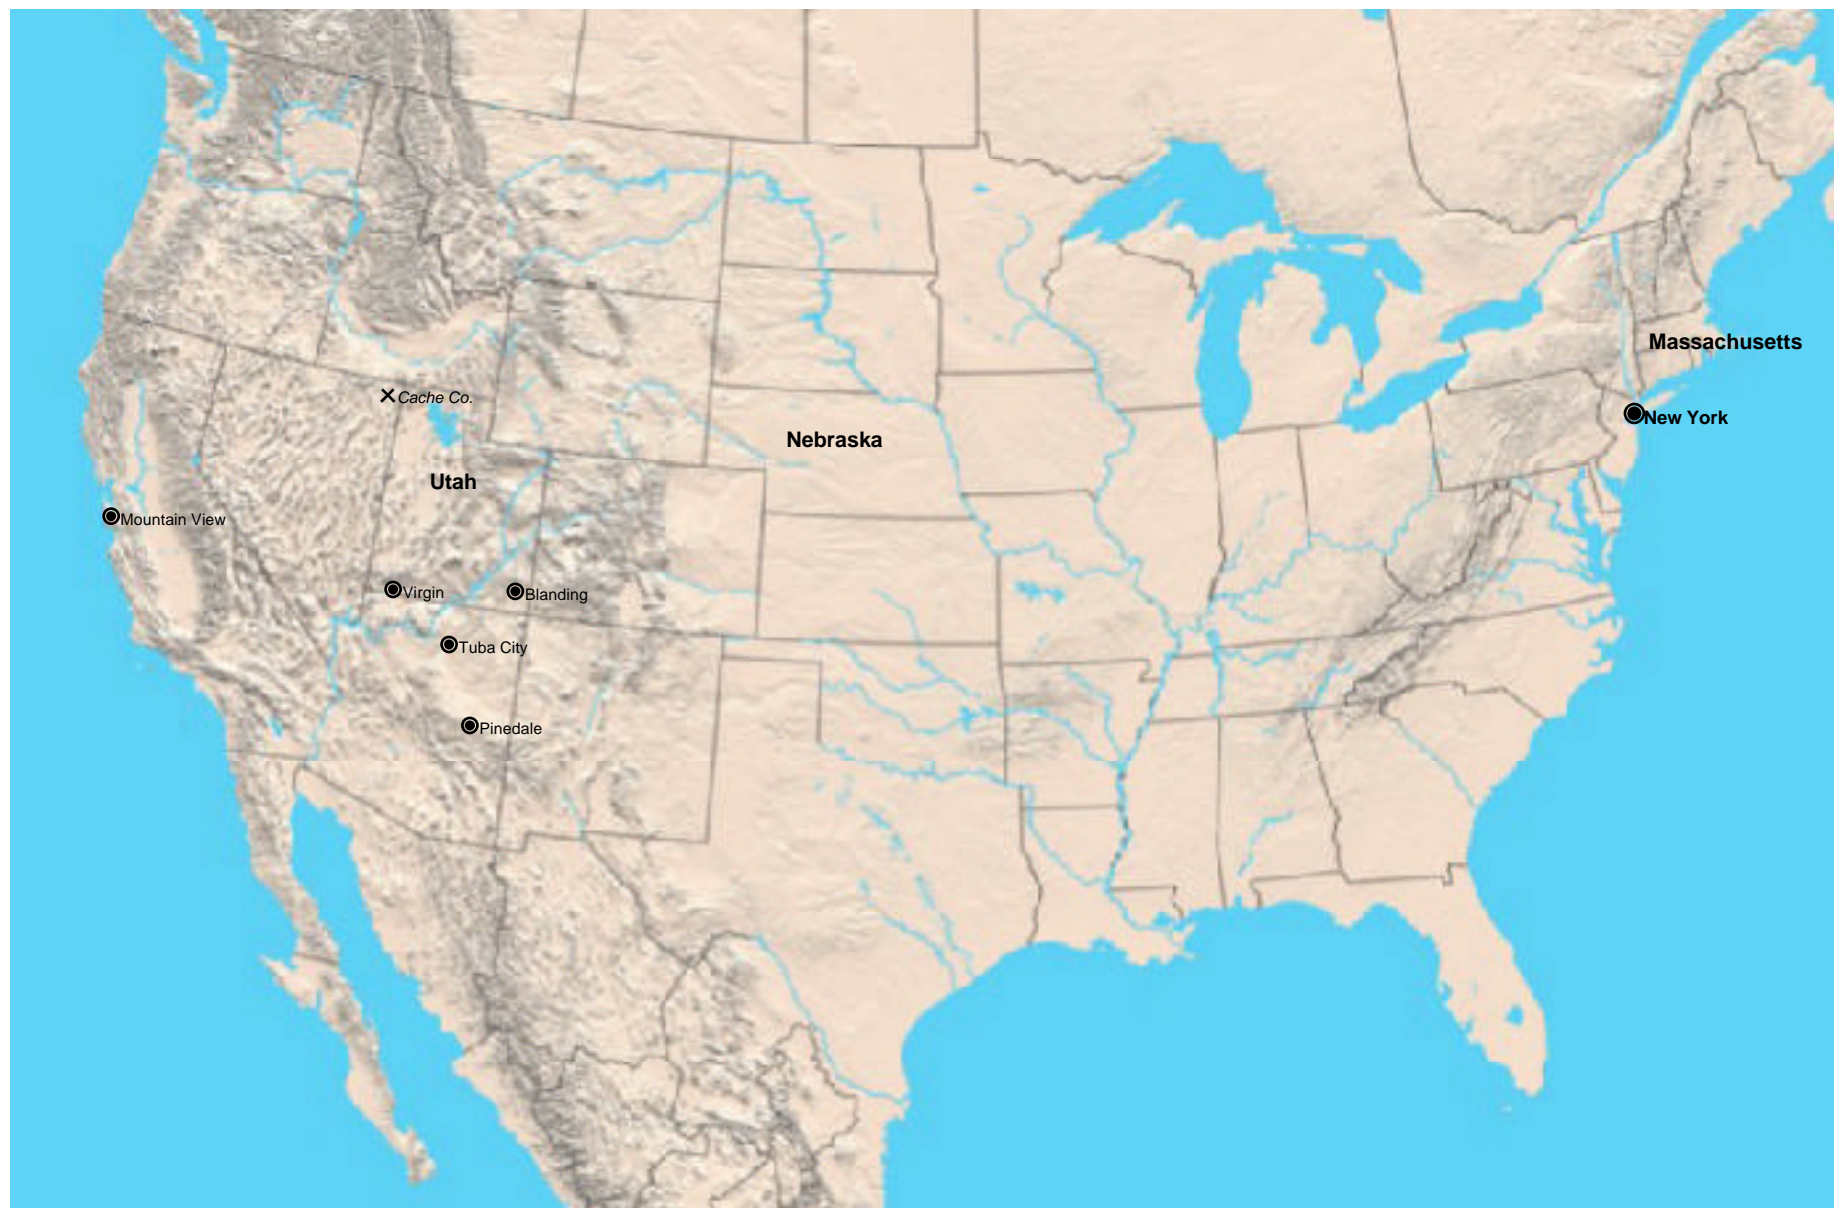 Massachusetts
Cache Co.
New York
Nebraska
Utah
Mountain View
Virgin
Blanding
Tuba City
Pinedale